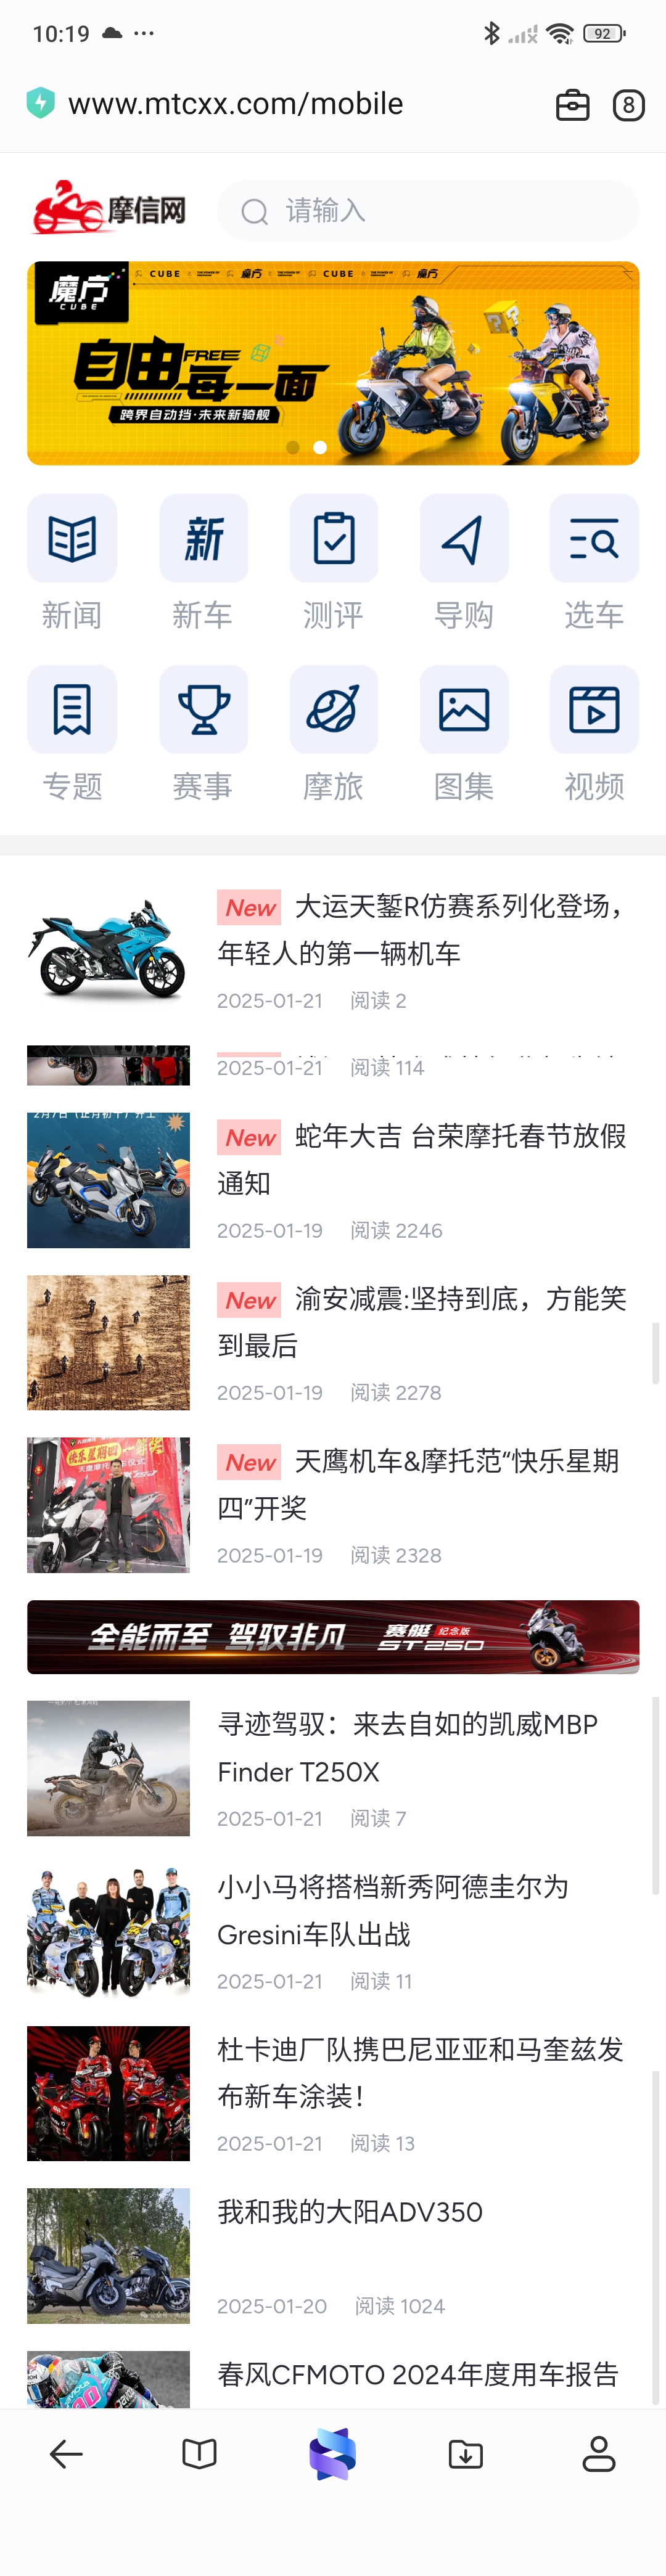 10:19
92
www.mtcxx.com/mobile
8
摩信网
请输入
魔方
CUBE
CUBE 魔方 CUBE 魔方
自由FREE每一面
跨界自动挡·未来新骑舰
新闻
新车
测评
导购
选车
专题
赛事
摩旅
图集
视频
New 大运天錾R仿赛系列化登场，
年轻人的第一辆机车
2025-01-21 阅读 2
2025-01-21 阅读 114
New 蛇年大吉 台荣摩托春节放假
通知
2025-01-19 阅读 2246
New 渝安减震:坚持到底，方能笑
到最后
2025-01-19 阅读 2278
快乐星期四
New 天鹰机车&摩托范“快乐星期
四”开奖
2025-01-19 阅读 2328
全能而至 驾驭非凡 赛艇 纪念版
ST250
寻迹驾驭：来去自如的凯威MBP
Finder T250X
2025-01-21 阅读 7
小小马将搭档新秀阿德圭尔为
Gresini车队出战
2025-01-21 阅读 11
杜卡迪厂队携巴尼亚亚和马奎兹发
布新车涂装！
2025-01-21 阅读 13
我和我的大阳ADV350
2025-01-20 阅读 1024
春风CFMOTO 2024年度用车报告